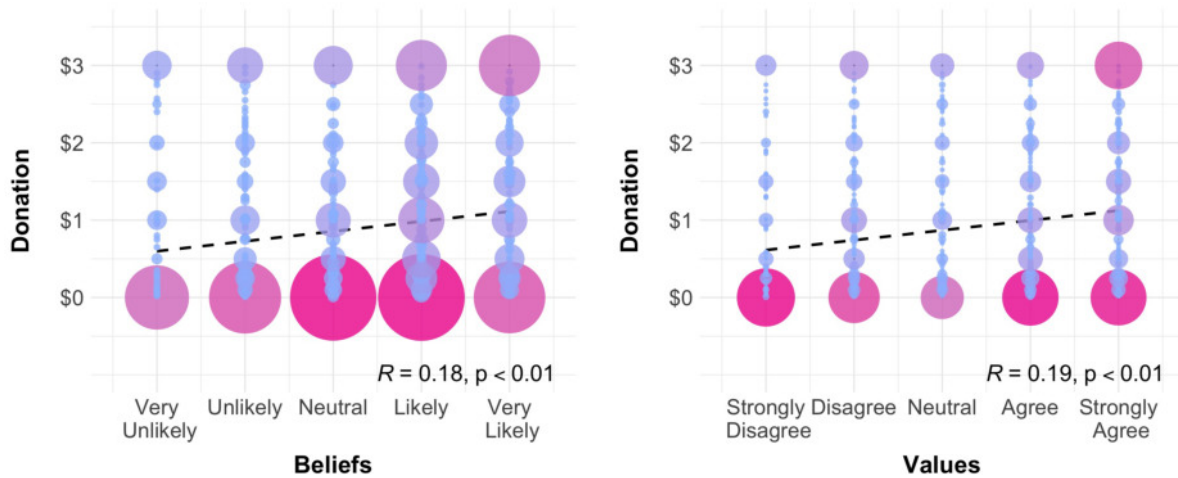 $3
$2
$1
$0
Donation
R = 0.18, p < 0.01
Very Unlikely Neutral Likely Very
Unlikely Likely
Beliefs
$3
$2
$1
$0
Donation
R = 0.19, p < 0.01
Strongly Disagree Neutral Agree Strongly
Disagree Agree
Values